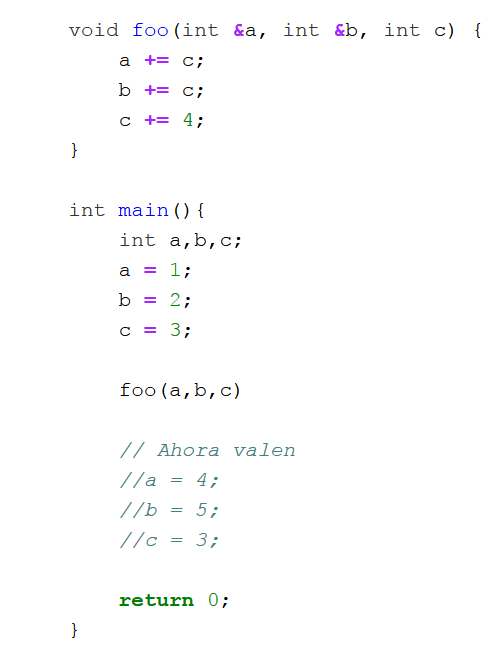 void foo(int &a, int &b, int c) {
    a += c;
    b += c;
    c += 4;
}

int main(){
    int a,b,c;
    a = 1;
    b = 2;
    c = 3;

    foo(a,b,c)

    // Ahora valen
    //a = 4;
    //b = 5;
    //c = 3;

    return 0;
}